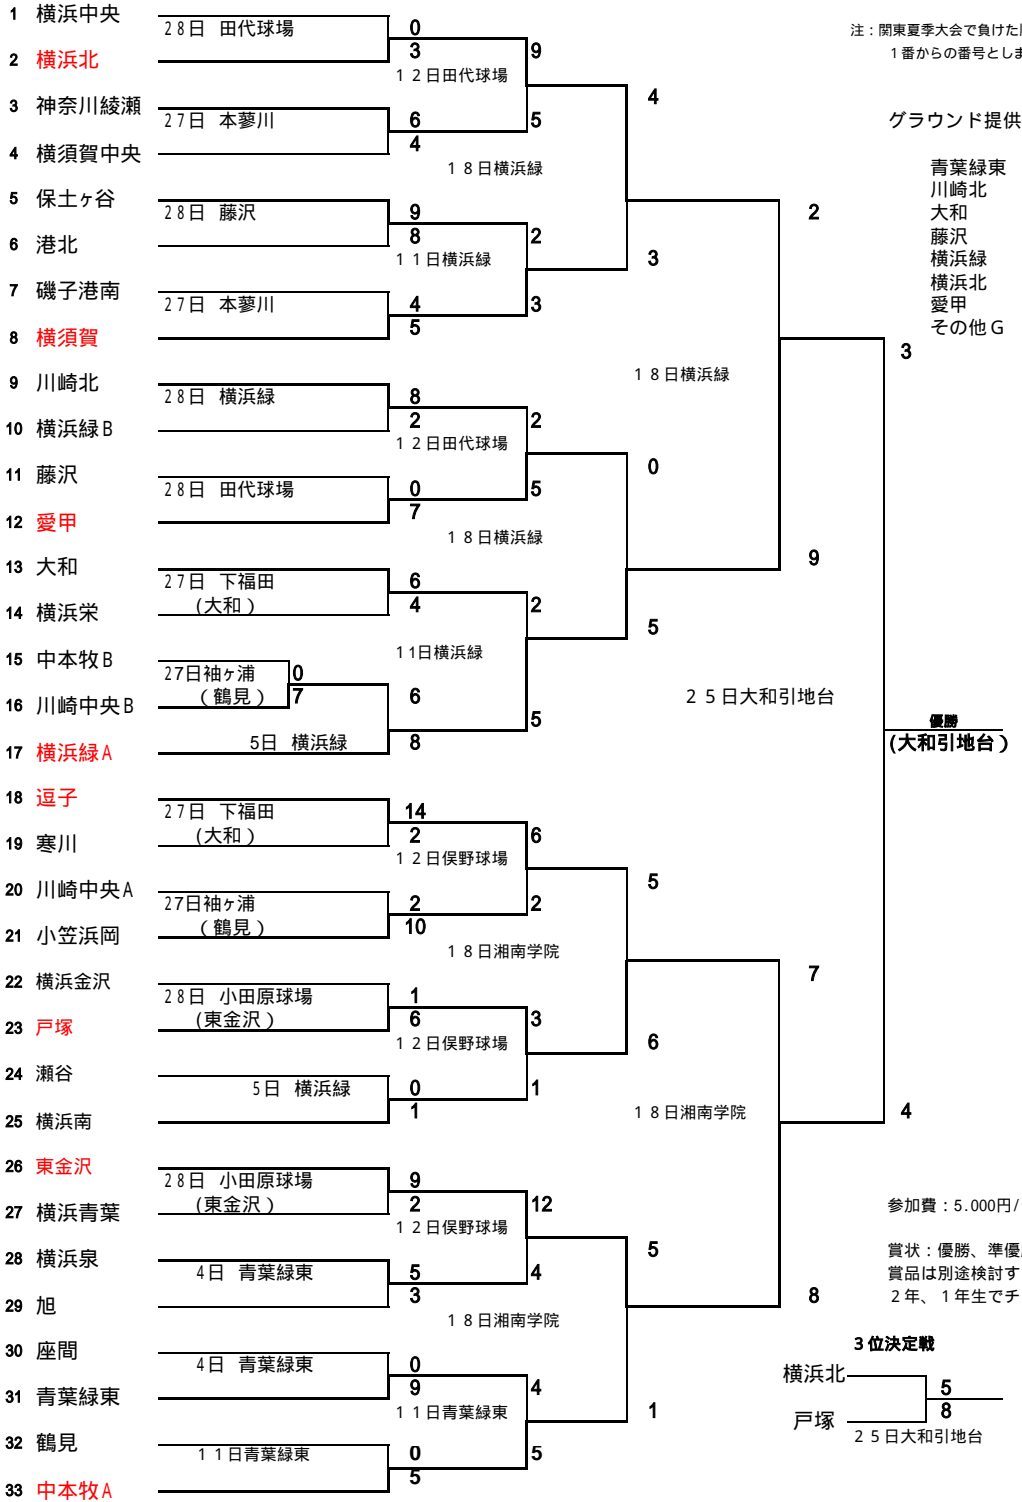 1 横浜中央
28日 田代球場
0
3
2 横浜北
12日田代球場
9
5
3 神奈川綾瀬
27日 本蓼川
6
4
4 横須賀中央
18日横浜緑
4
3
5 保土ヶ谷
28日 藤沢
9
8
6 港北
11日横浜緑
2
3
7 磯子港南
27日 本蓼川
4
5
8 横須賀
18日横浜緑
2
9
9 川崎北
28日 横浜緑
8
2
10 横浜緑B
12日田代球場
2
5
11 藤沢
28日 田代球場
0
7
12 愛甲
18日横浜緑
0
5
13 大和
27日 下福田
(大和)
6
4
14 横浜栄
11日横浜緑
2
5
15 中本牧B
27日袖ヶ浦
(鶴見)
0
7
16 川崎中央B
6
5日 横浜緑
8
17 横浜緑A
25日大和引地台
3
4
優勝
(大和引地台)
18 逗子
27日 下福田
(大和)
14
2
19 寒川
12日俣野球場
6
2
20 川崎中央A
27日袖ヶ浦
(鶴見)
2
10
21 小笠浜岡
18日湘南学院
5
6
22 横浜金沢
28日 小田原球場
(東金沢)
1
6
23 戸塚
12日俣野球場
3
1
24 瀬谷
5日 横浜緑
0
1
25 横浜南
18日湘南学院
7
8
26 東金沢
28日 小田原球場
(東金沢)
9
2
27 横浜青葉
12日俣野球場
12
4
28 横浜泉
4日 青葉緑東
5
3
29 旭
18日湘南学院
5
1
30 座間
4日 青葉緑東
0
9
31 青葉緑東
11日青葉緑東
4
5
32 鶴見
11日青葉緑東
0
5
33 中本牧A
注:関東夏季大会で負けた
1番からの番号としま
グラウンド提供
青葉緑東
川崎北
大和
藤沢
横浜緑
横浜北
愛甲
その他G
参加費:5.000円/
賞状:優勝、準優
賞品は別途検討す
2年、1年生でチ
3位決定戦
横浜北
5
8
戸塚
25日大和引地台